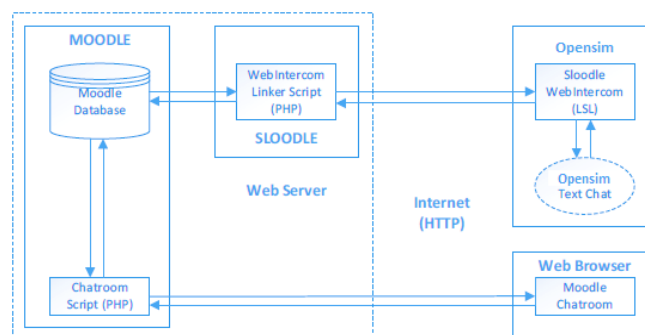 MOODLE
Moodle
Database
Chatroom
Script (PHP)
WebIntercom
Linker Script
(PHP)
SLOODLE
Web Server
Internet
(HTTP)
Opensim
Sloodle
WebIntercom
(LSL)
Opensim
Text Chat
Web Browser
Moodle
Chatroom